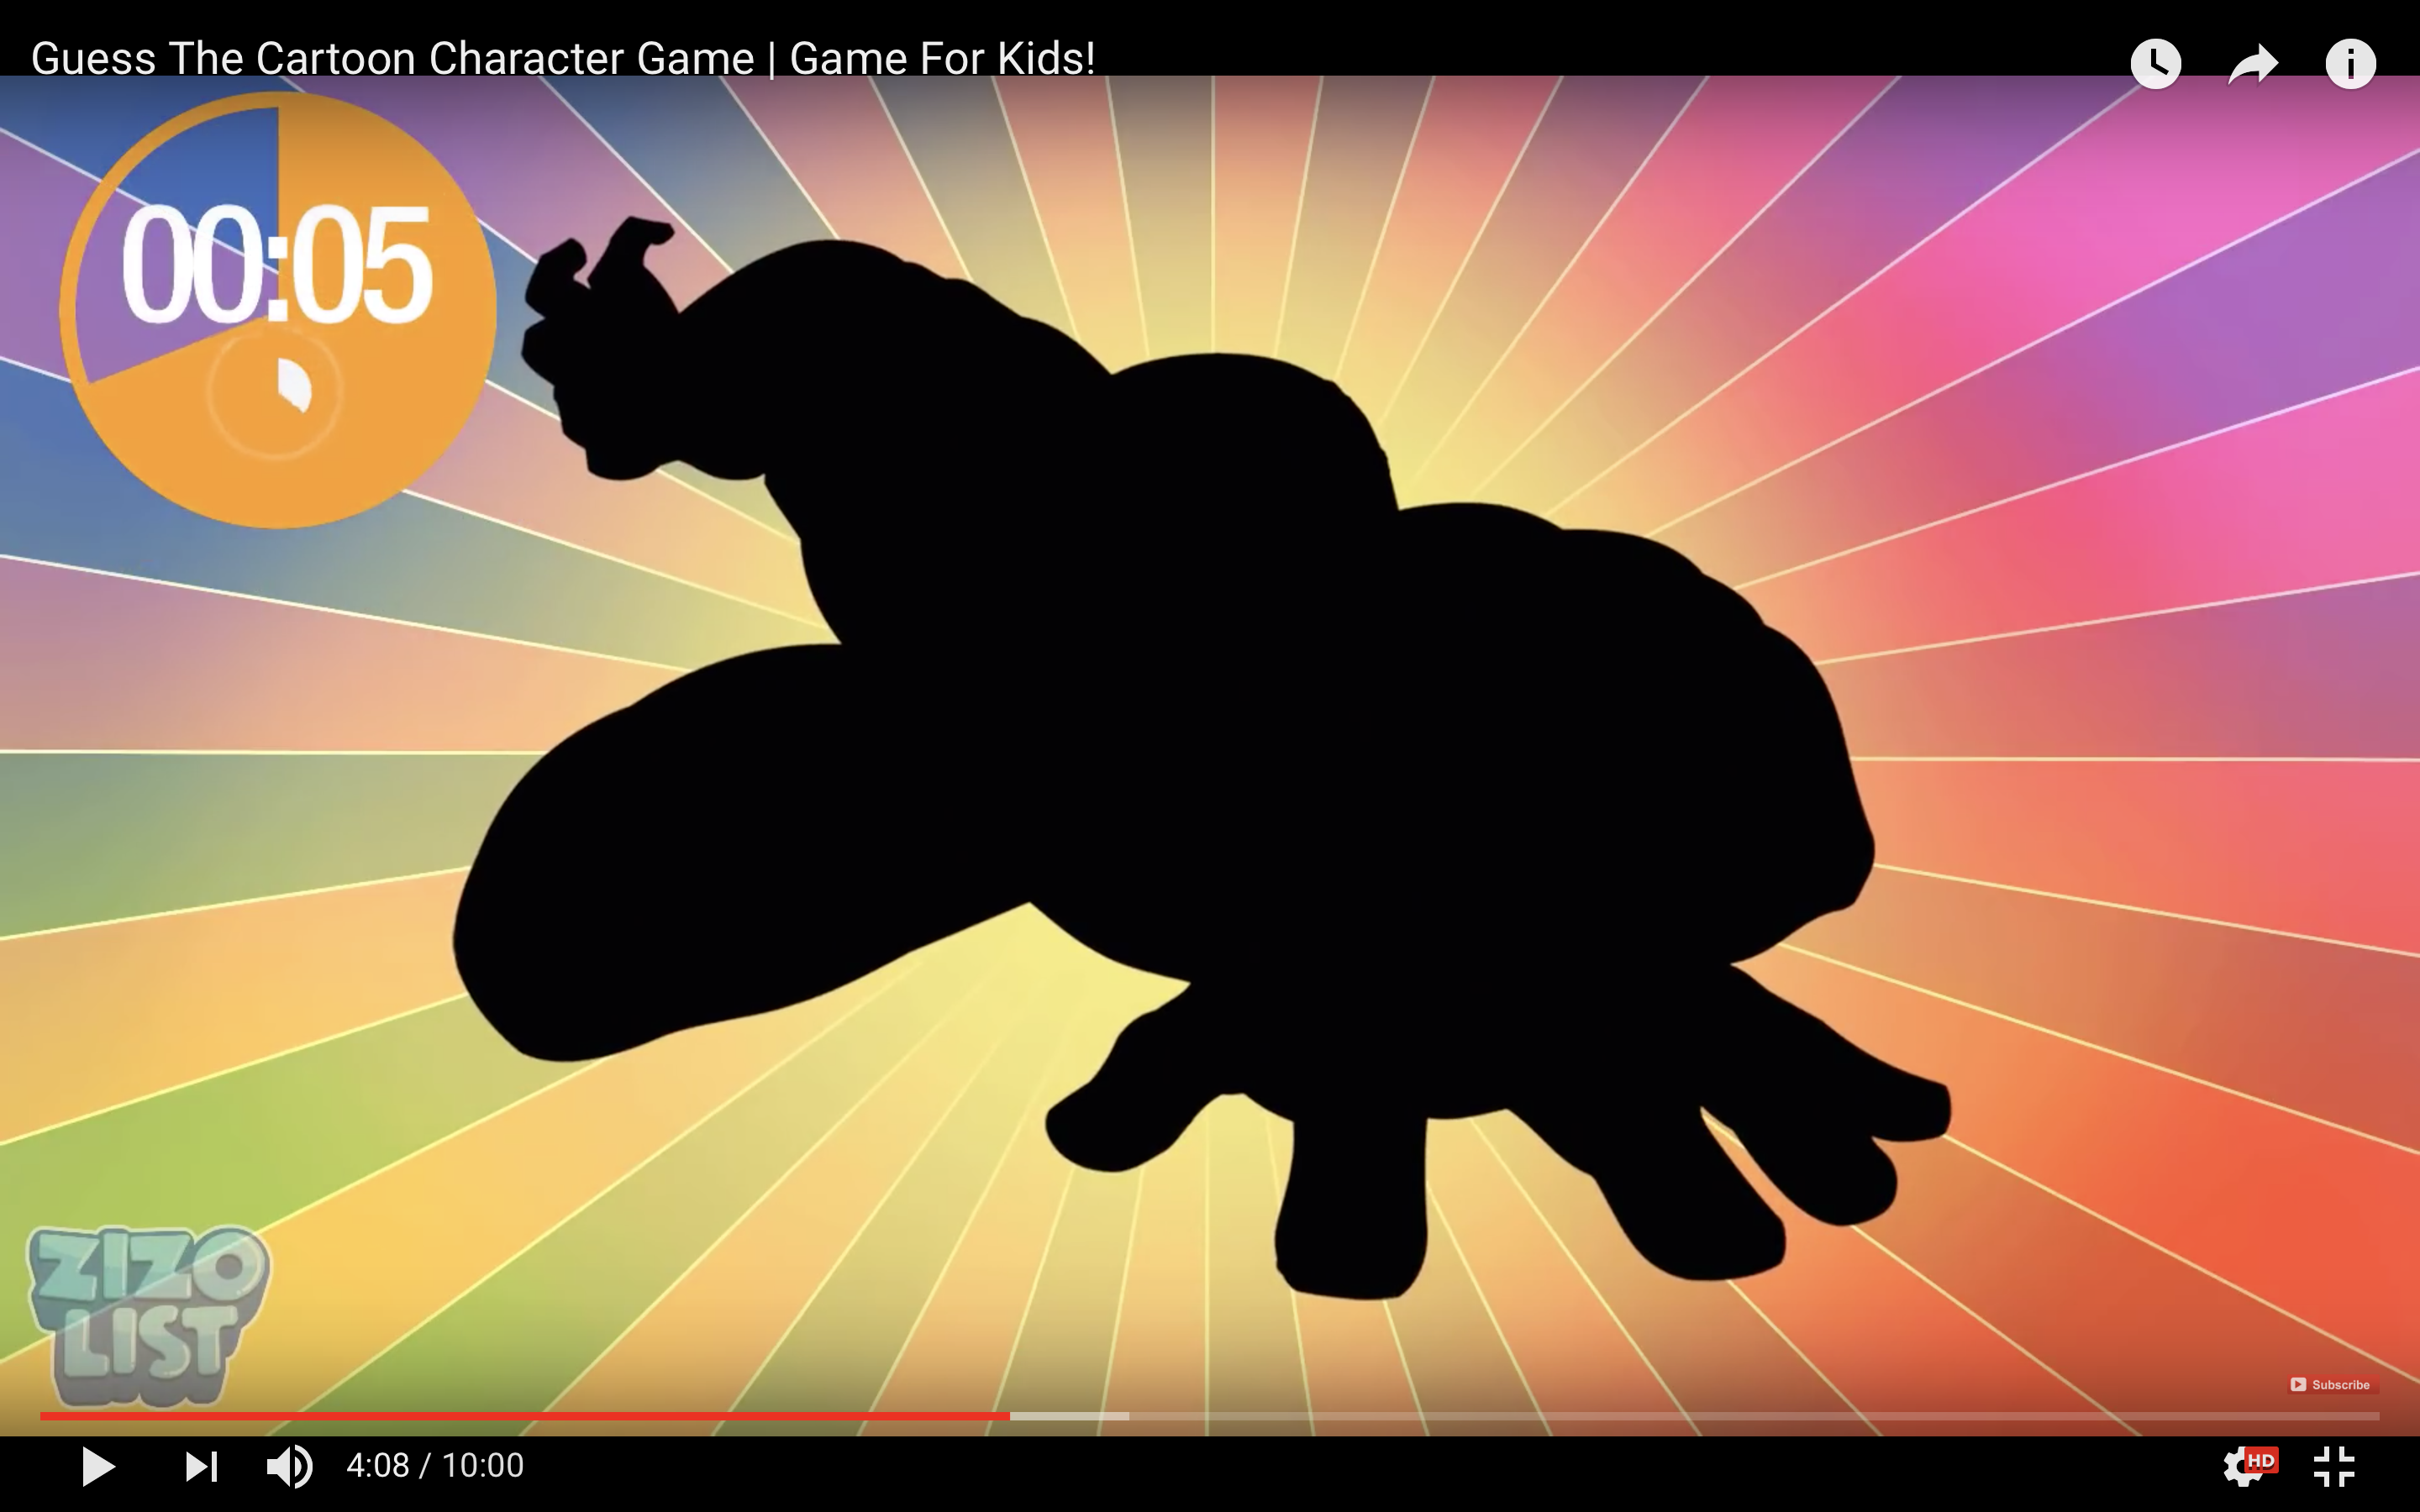 Guess The Cartoon Character Game | Game For Kids!
00:05
ZIZO
LIST
Subscribe
4:08 / 10:00
HD